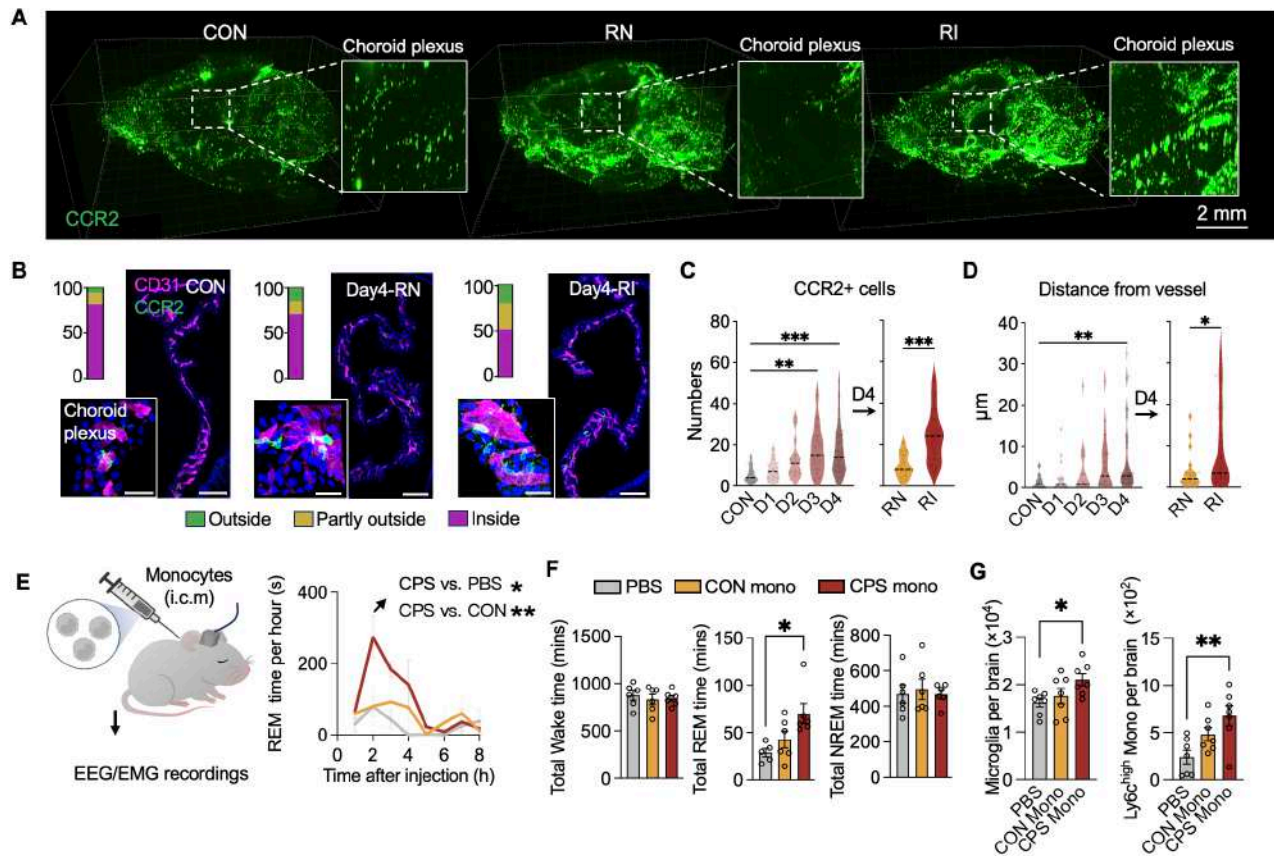 A
CON
RN
RI
Choroid plexus
Choroid plexus
Choroid plexus
CCR2
2 mm
B
100
50
0
CD31
CCR2
CON
Choroid
plexus
100
50
0
Day4-RN
100
50
0
Day4-RI
Outside
Partly outside
Inside
C
CCR2+ cells
Numbers
80
60
40
20
0
***
**
D4
***
CON
D1
D2
D3
D4
RN
RI
D
Distance from vessel
µm
40
30
20
10
0
**
D4
*
CON
D1
D2
D3
D4
RN
RI
E
Monocytes
(i.c.m)
EEG/EMG recordings
REM time per hour (s)
400
200
0
CPS vs. PBS *
CPS vs. CON **
0 2 4 6 8
Time after injection (h)
F
PBS
CON mono
CPS mono
Total Wake time (mins)
1500
1000
500
0
Total REM time (mins)
150
100
50
0
*
Total NREM time (mins)
800
600
400
200
0
G
Microglia per brain (×10⁴)
3
2
1
0
*
PBS
CON Mono
CPS Mono
Ly6cʰⁱᵍʰ Mono per brain (×10²)
15
10
5
0
**
PBS
CON Mono
CPS Mono